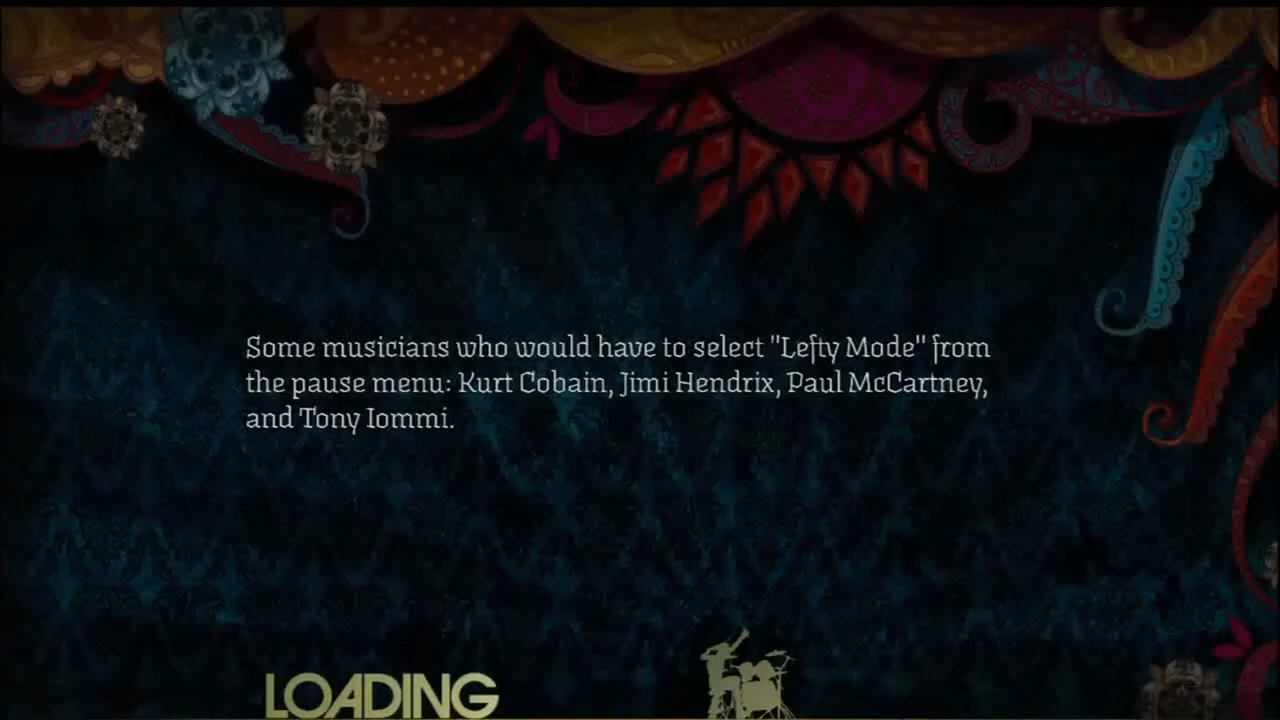 Some musicians who would have to select "Lefty Mode" from
the pause menu: Kurt Cobain, Jimi Hendrix, Paul McCartney,
and Tony Iommi.
LOADING